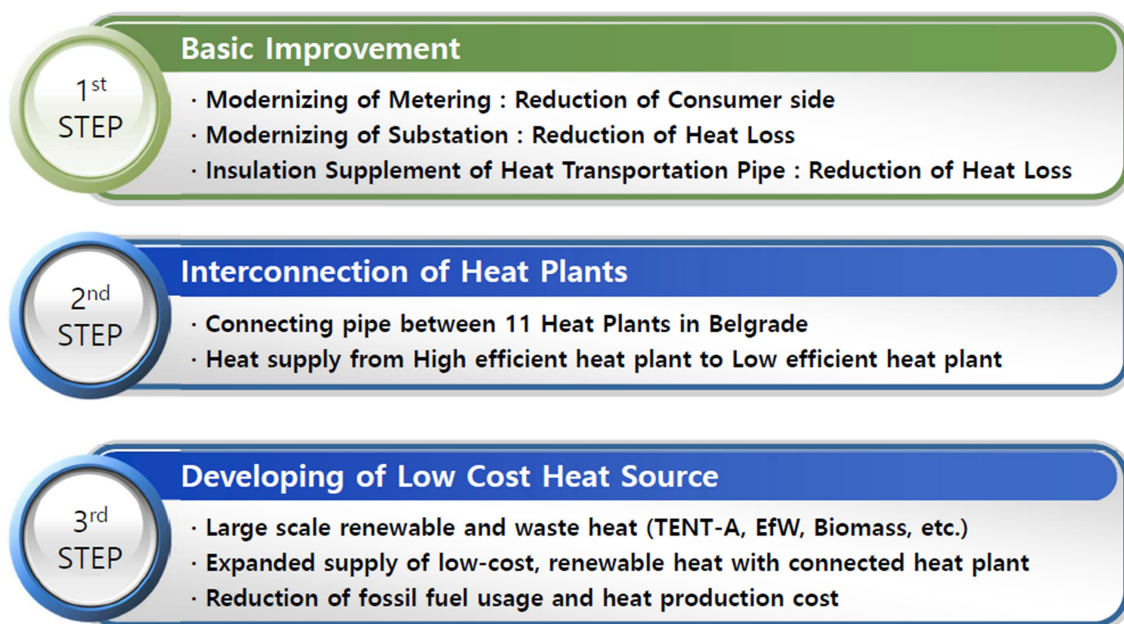 Basic Improvement
1st
STEP
· Modernizing of Metering : Reduction of Consumer side
· Modernizing of Substation : Reduction of Heat Loss
· Insulation Supplement of Heat Transportation Pipe : Reduction of Heat Loss
Interconnection of Heat Plants
2nd
STEP
· Connecting pipe between 11 Heat Plants in Belgrade
· Heat supply from High efficient heat plant to Low efficient heat plant
Developing of Low Cost Heat Source
3rd
STEP
· Large scale renewable and waste heat (TENT-A, EfW, Biomass, etc.)
· Expanded supply of low-cost, renewable heat with connected heat plant
· Reduction of fossil fuel usage and heat production cost